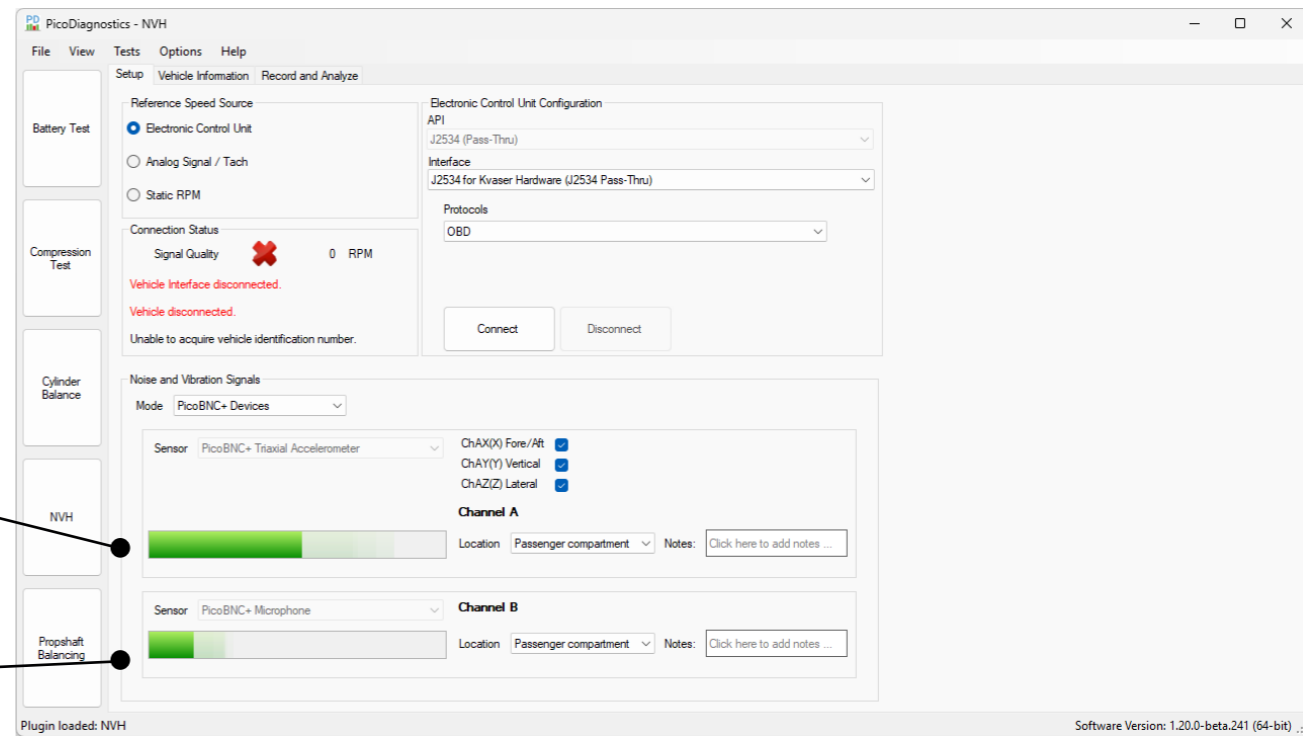 PicoDiagnostics - NVH
File View Tests Options Help
Battery Test
Compression
Test
Cylinder
Balance
NVH
Propshaft
Balancing
Setup Vehicle Information Record and Analyze
Reference Speed Source
Electronic Control Unit
Analog Signal / Tach
Static RPM
Connection Status
Signal Quality 0 RPM
Vehicle Interface disconnected.
Vehicle disconnected.
Unable to acquire vehicle identification number.
Electronic Control Unit Configuration
API
J2534 (Pass-Thru)
Interface
J2534 for Kvaser Hardware (J2534 Pass-Thru)
Protocols
OBD
Connect Disconnect
Noise and Vibration Signals
Mode PicoBNC+ Devices
Sensor PicoBNC+ Triaxial Accelerometer
ChAX(X) Fore/Aft
ChAY(Y) Vertical
ChAZ(Z) Lateral
Channel A
Location Passenger compartment Notes: Click here to add notes ...
Sensor PicoBNC+ Microphone
Channel B
Location Passenger compartment Notes: Click here to add notes ...
Plugin loaded: NVH
Software Version: 1.20.0-beta.241 (64-bit)